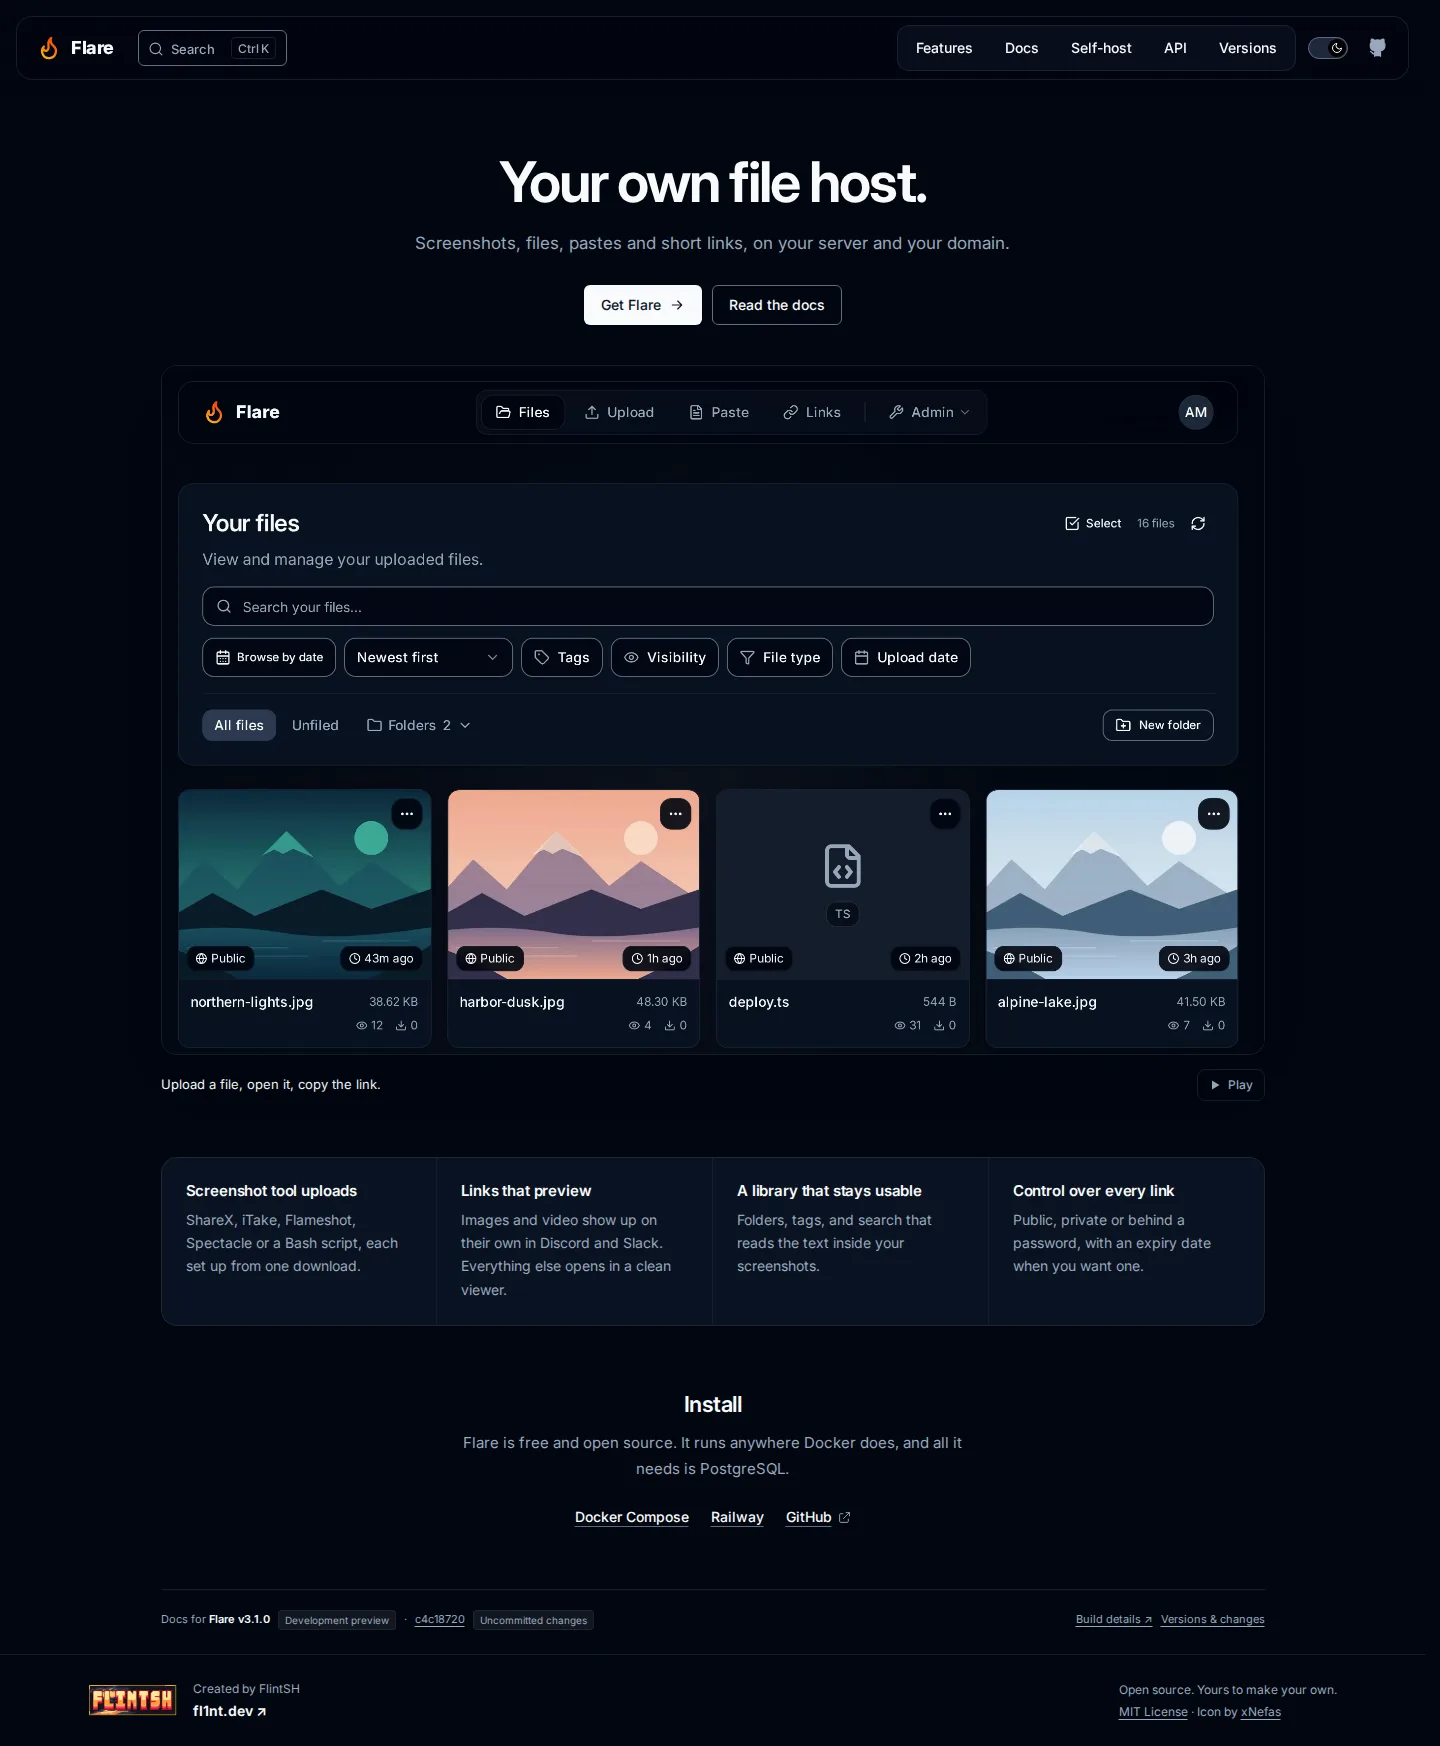 Flare
Search Ctrl K
Features Docs Self-host API Versions
Your own file host.
Screenshots, files, pastes and short links, on your server and your domain.
Get Flare →
Read the docs
Flare
Files Upload Paste Links Admin
AM
Your files
Select 16 files
View and manage your uploaded files.
Search your files...
Browse by date Newest first Tags Visibility File type Upload date
All files Unfiled Folders 2
New folder
Public 43m ago
northern-lights.jpg 38.62 KB
12 0
Public 1h ago
harbor-dusk.jpg 48.30 KB
4 0
TS
Public 2h ago
deploy.ts 544 B
31 0
Public 3h ago
alpine-lake.jpg 41.50 KB
7 0
Upload a file, open it, copy the link.
Play
Screenshot tool uploads
ShareX, iTake, Flameshot,
Spectacle or a Bash script, each
set up from one download.
Links that preview
Images and video show up on
their own in Discord and Slack.
Everything else opens in a clean
viewer.
A library that stays usable
Folders, tags, and search that
reads the text inside your
screenshots.
Control over every link
Public, private or behind a
password, with an expiry date
when you want one.
Install
Flare is free and open source. It runs anywhere Docker does, and all it
needs is PostgreSQL.
Docker Compose Railway GitHub
Docs for Flare v3.1.0 Development preview · c4c18720 Uncommitted changes
Build details ↗ Versions & changes
FLINTSH
Created by FlintSH
fl1nt.dev ↗
Open source. Yours to make your own.
MIT License · Icon by xNefas